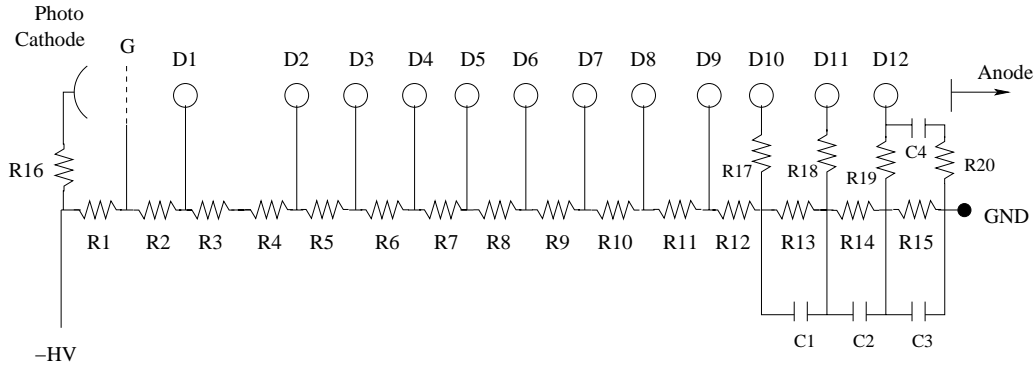 Photo
Cathode
G
D1 D2 D3 D4 D5 D6 D7 D8 D9 D10 D11 D12
Anode
R16 R17 R18 R19 C4 R20
GND
R1 R2 R3 R4 R5 R6 R7 R8 R9 R10 R11 R12 R13 R14 R15
C1 C2 C3
–HV